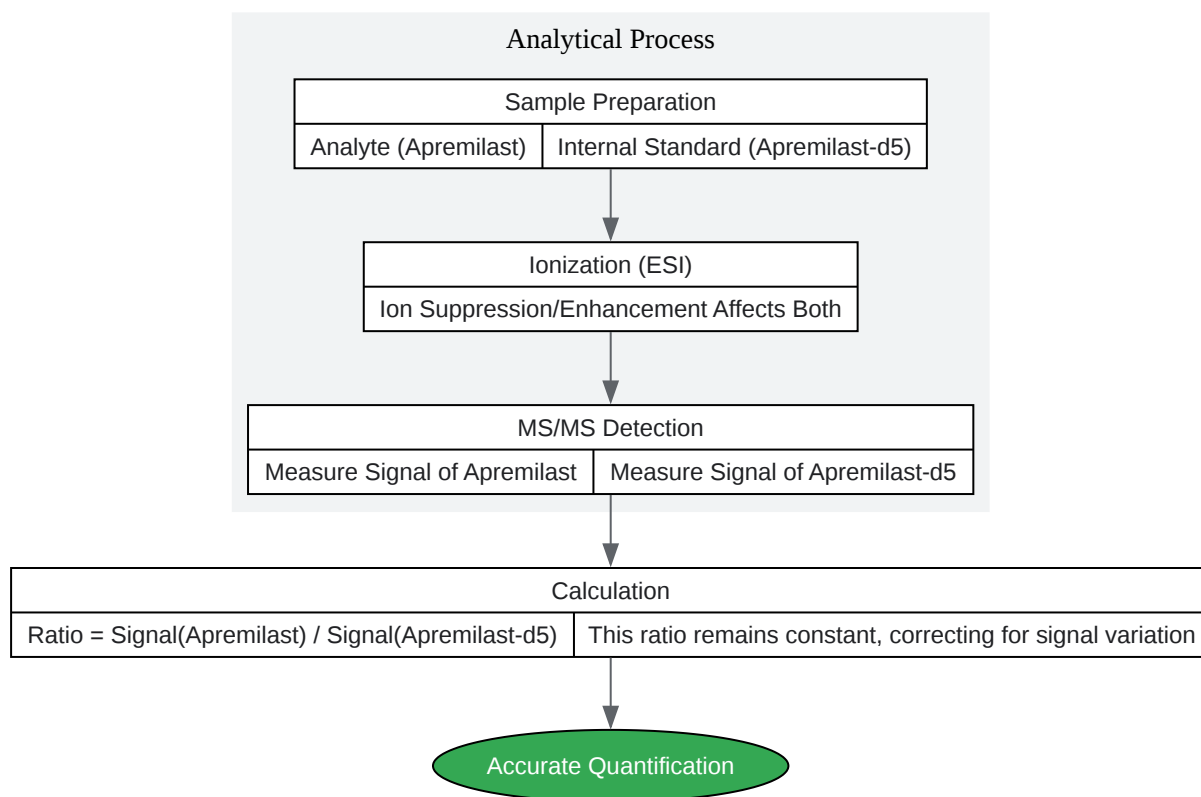 Analytical Process
Sample Preparation
Analyte (Apremilast)
Internal Standard (Apremilast-d5)
Ionization (ESI)
Ion Suppression/Enhancement Affects Both
MS/MS Detection
Measure Signal of Apremilast
Measure Signal of Apremilast-d5
Calculation
Ratio = Signal(Apremilast) / Signal(Apremilast-d5)
This ratio remains constant, correcting for signal variation
Accurate Quantification